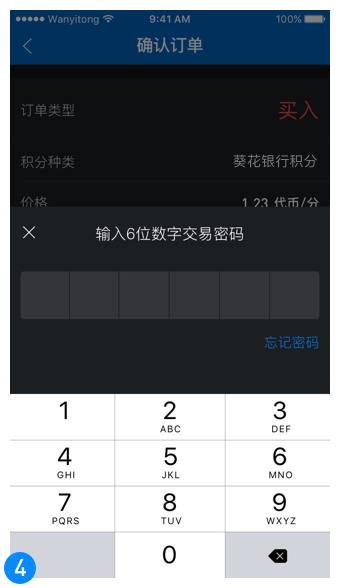 Wanyitong 9:41 AM 100%
确认订单
订单类型 买入
积分种类 葵花银行积分
价格 1.23 代币/分
输入6位数字交易密码
忘记密码
1 2 3
ABC DEF
4 5 6
GHI JKL MNO
7 8 9
PQRS TUV WXYZ
0
4